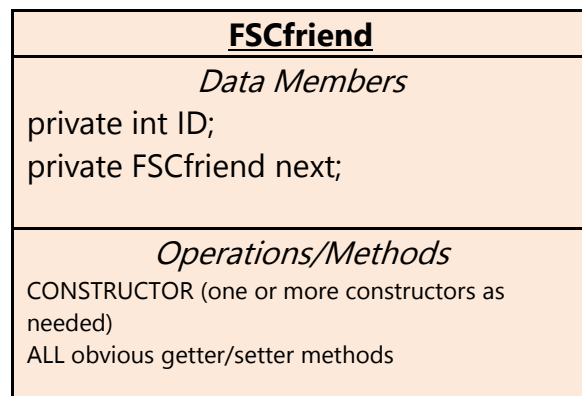 FSCfriend
Data Members
private int ID;
private FSCfriend next;
Operations/Methods
CONSTRUCTOR (one or more constructors as
needed)
ALL obvious getter/setter methods